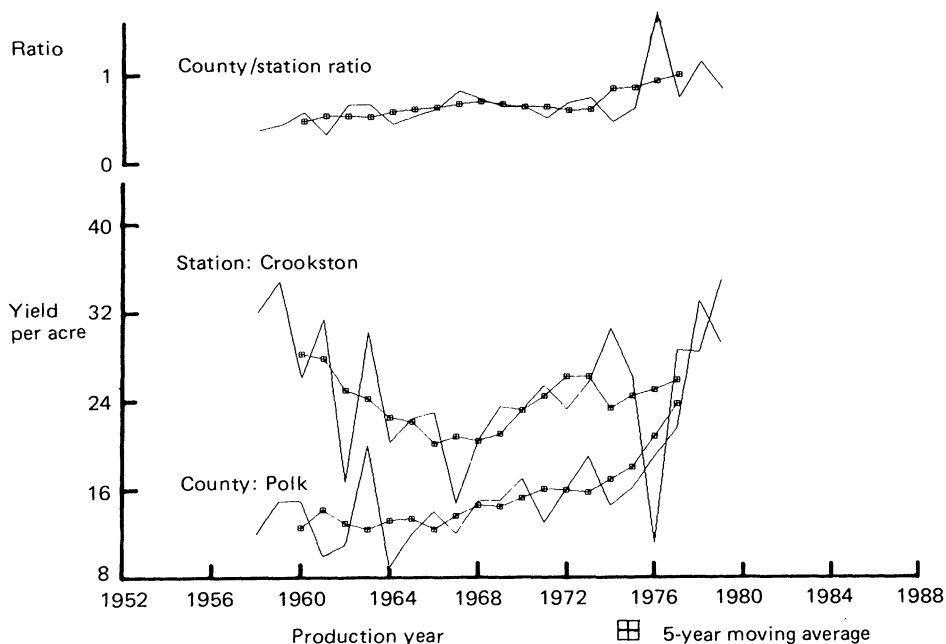 Ratio
County/station ratio
1
0
40
Station: Crookston
32
Yield
per acre
24
County: Polk
16
8
1952 1956 1960 1964 1968 1972 1976 1980 1984 1988
Production year
5-year moving average